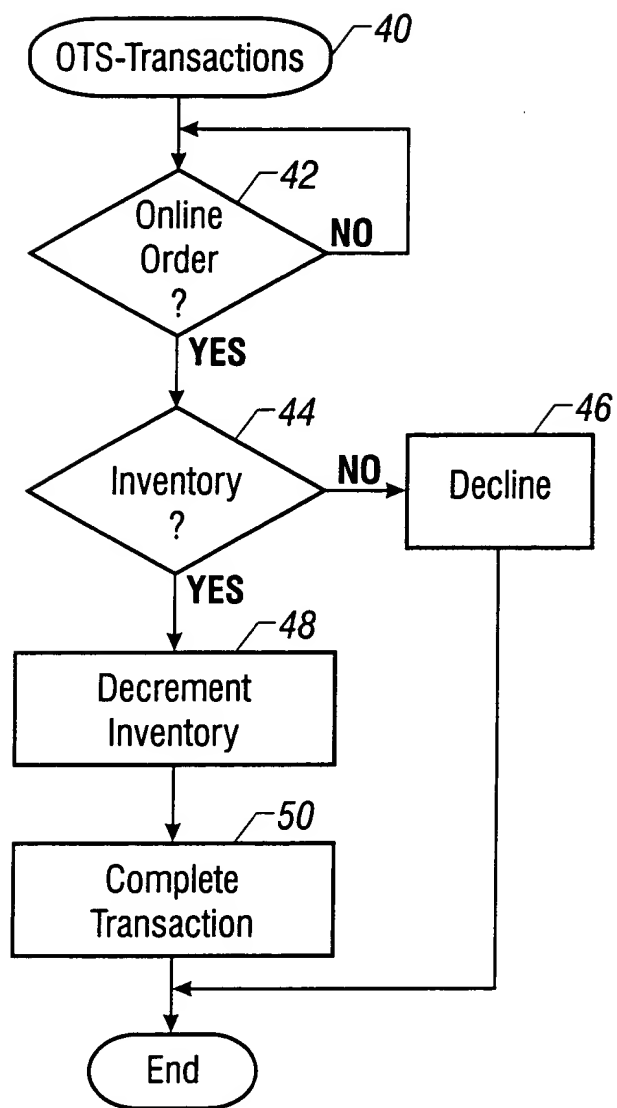 OTS-Transactions
40
42
Online
Order
?
NO
YES
44
46
Inventory
?
NO
Decline
YES
48
Decrement
Inventory
50
Complete
Transaction
End